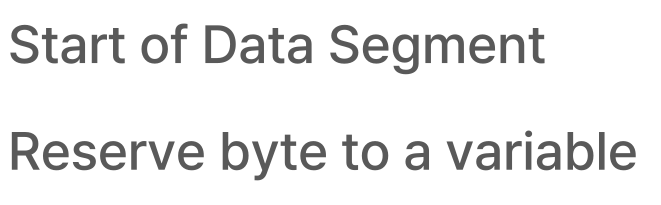 Start of Data Segment
Reserve byte to a variable